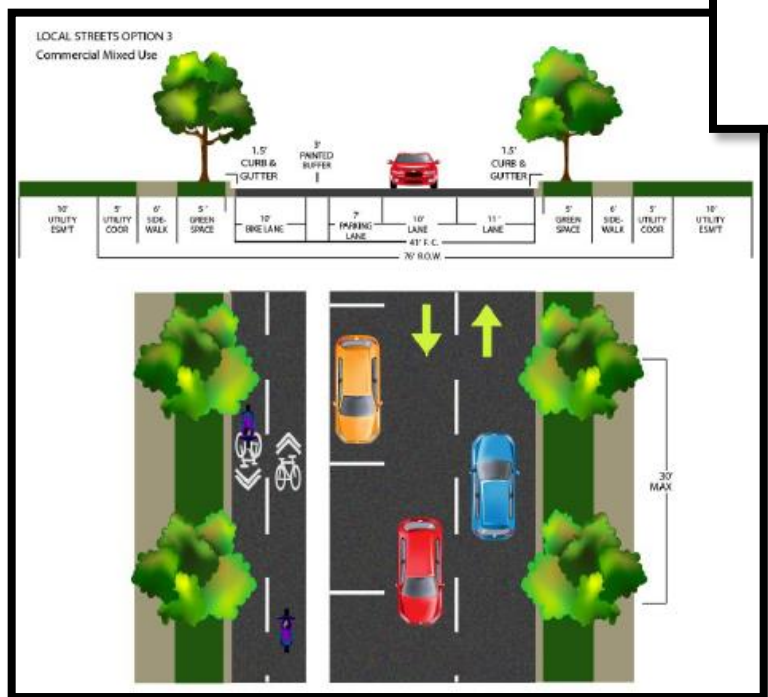 LOCAL STREETS OPTION 3
Commercial Mixed Use
1.5'
CURB &
GUTTER
3'
PAINTED
BUFFER
1.5'
CURB &
GUTTER
10'
UTILITY
ESM'T
5'
UTILITY
COOR
6'
SIDE-
WALK
5'
GREEN
SPACE
10'
BIKE LANE
7'
PARKING
LANE
10'
LANE
11'
LANE
5'
GREEN
SPACE
6'
SIDE-
WALK
5'
UTILITY
COOR
10'
UTILITY
ESM'T
41' F.C.
76' R.O.W.
30'
MAX